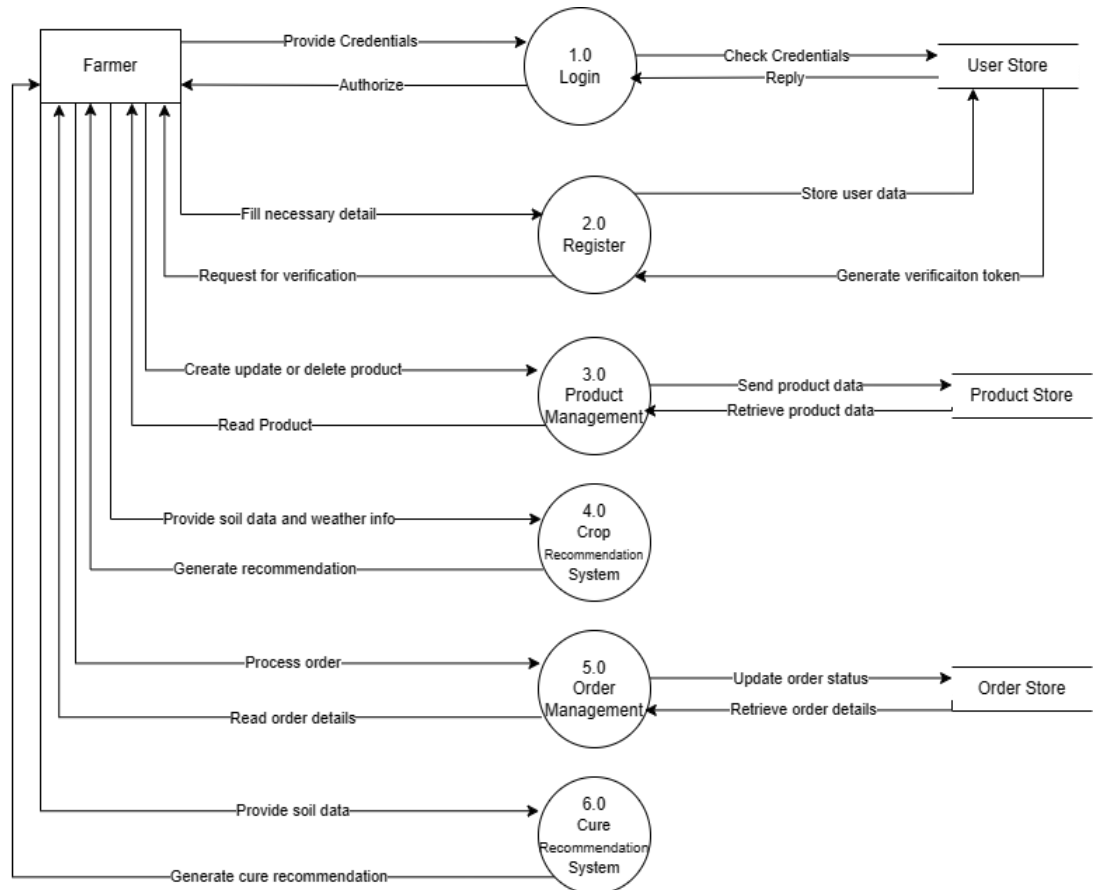 Farmer
Provide Credentials
1.0
Login
Check Credentials
User Store
Authorize
Reply
Fill necessary detail
2.0
Register
Store user data
Request for verification
Generate verificaiton token
Create update or delete product
3.0
Product
Management
Send product data
Product Store
Read Product
Retrieve product data
Provide soil data and weather info
4.0
Crop
Recommendation
System
Generate recommendation
Process order
5.0
Order
Management
Update order status
Order Store
Read order details
Retrieve order details
Provide soil data
6.0
Cure
Recommendation
System
Generate cure recommendation